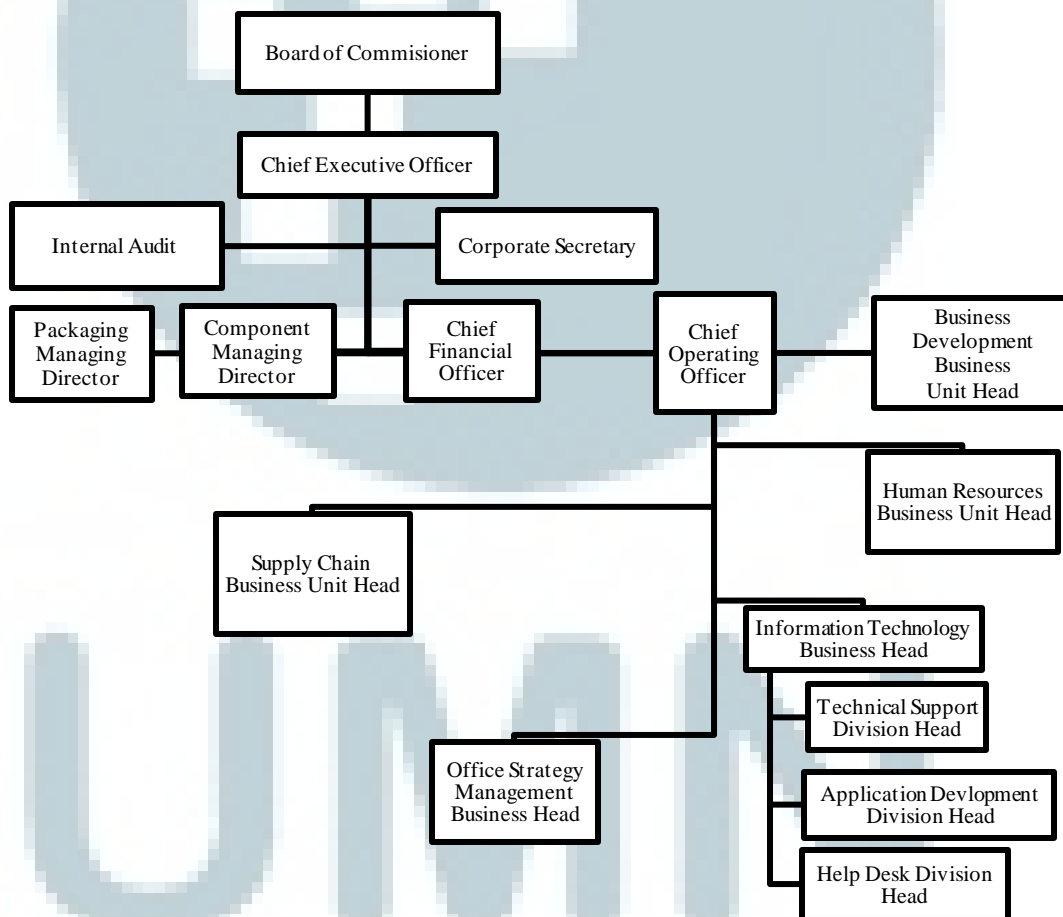 Board of Commisioner
Chief Executive Officer
Internal Audit
Corporate Secretary
Packaging
Managing
Director
Component
Managing
Director
Chief
Financial
Officer
Chief
Operating
Officer
Business
Development
Business
Unit Head
Human Resources
Business Unit Head
Supply Chain
Business Unit Head
Information Technology
Business Head
Technical Support
Division Head
Office Strategy
Management
Business Head
Application Devlopment
Division Head
Help Desk Division
Head
UMN